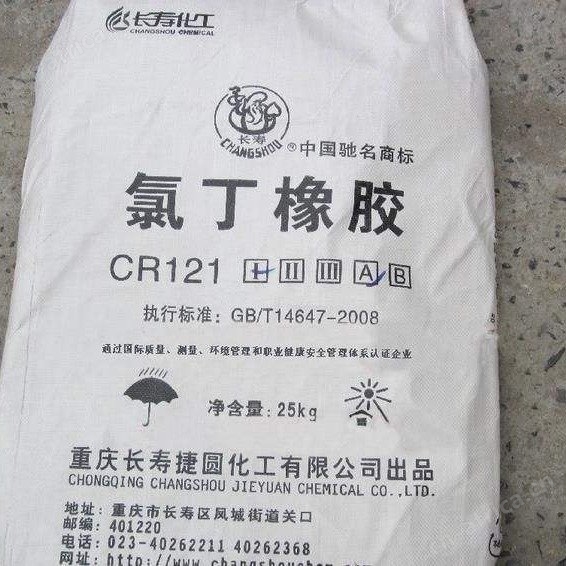 长寿化工
CHANGSHOU CHEMICAL
长寿
CHANGSHOU ®中国驰名商标
氯丁橡胶
CR121 I II III A B
执行标准: GB/T14647-2008
通过国际质量、测量、环境管理和职业健康安全管理体系认证企业
净含量: 25kg
重庆长寿捷圆化工有限公司出品
CHONGQING CHANGSHOU JIEYUAN CHEMICAL CO.,LTD.
地址: 重庆市长寿区凤城街道关口
邮编: 401220
电话: 023-40262211 40262368
网址: http://www.changshouchem.